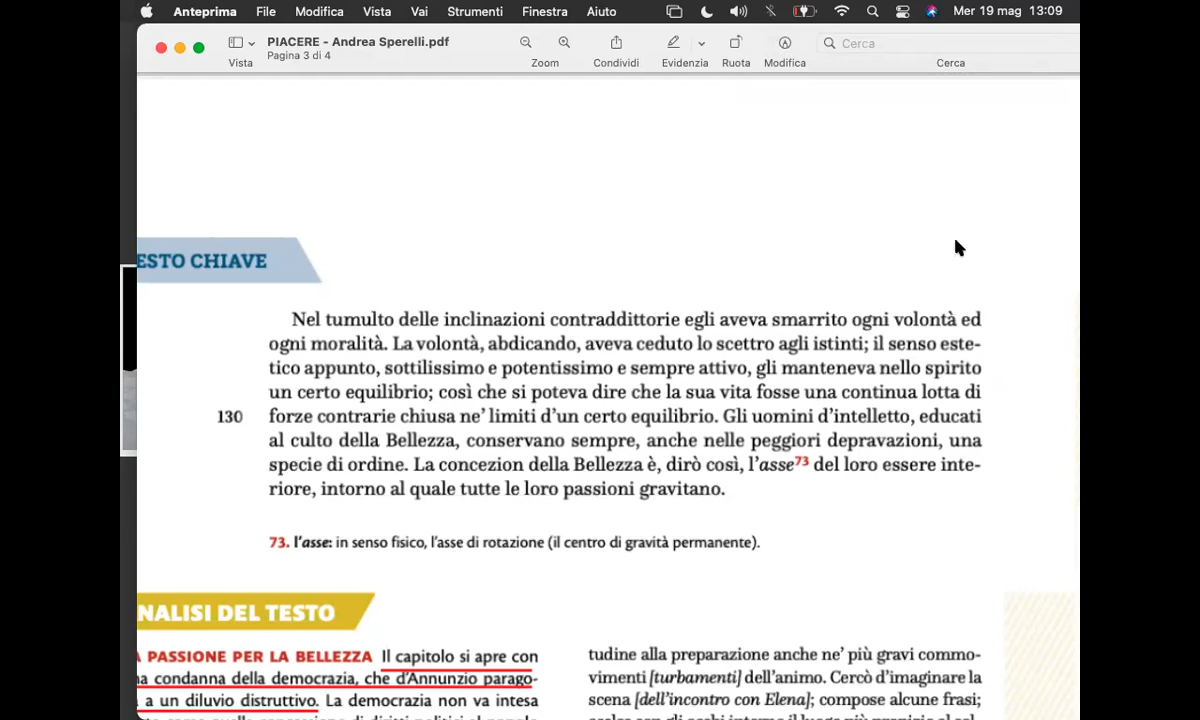 Anteprima File Modifica Vista Vai Strumenti Finestra Aiuto Mer 19 mag 13:09
PIACERE - Andrea Sperelli.pdf
Pagina 3 di 4
Cerca
Vista Zoom Condividi Evidenzia Ruota Modifica Cerca
ESTO CHIAVE
Nel tumulto delle inclinazioni contraddittorie egli aveva smarrito ogni volontà ed
ogni moralità. La volontà, abdicando, aveva ceduto lo scettro agli istinti; il senso este-
tico appunto, sottilissimo e potentissimo e sempre attivo, gli manteneva nello spirito
un certo equilibrio; così che si poteva dire che la sua vita fosse una continua lotta di
130 forze contrarie chiusa ne' limiti d'un certo equilibrio. Gli uomini d'intelletto, educati
al culto della Bellezza, conservano sempre, anche nelle peggiori depravazioni, una
specie di ordine. La concezion della Bellezza è, dirò così, l'asse73 del loro essere inte-
riore, intorno al quale tutte le loro passioni gravitano.
73. l'asse: in senso fisico, l'asse di rotazione (il centro di gravità permanente).
NALISI DEL TESTO
A PASSIONE PER LA BELLEZZA Il capitolo si apre con
na condanna della democrazia, che d'Annunzio parago-
a a un diluvio distruttivo. La democrazia non va intesa
tudine alla preparazione anche ne' più gravi commo-
vimenti [turbamenti] dell'animo. Cercò d'imaginare la
scena [dell'incontro con Elena]; compose alcune frasi;